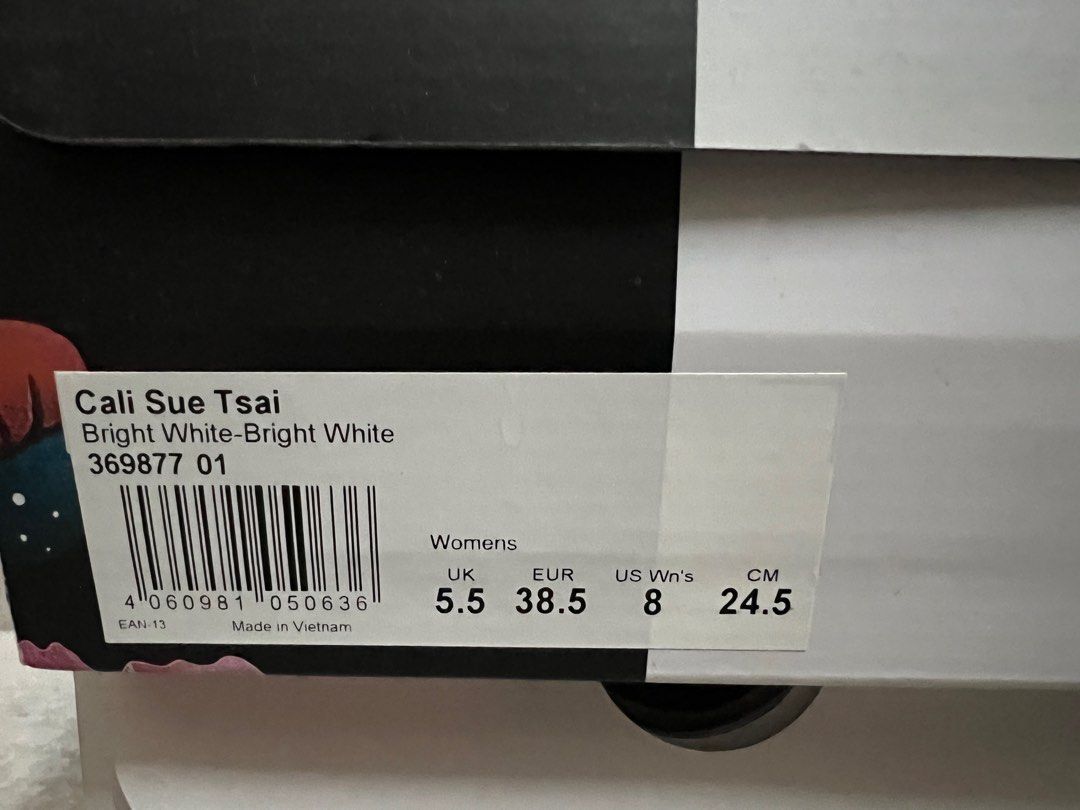 Cali Sue Tsai
Bright White-Bright White
369877 01
4 060981 050636
EAN-13 Made in Vietnam
Womens
UK EUR US Wn's CM
5.5 38.5 8 24.5